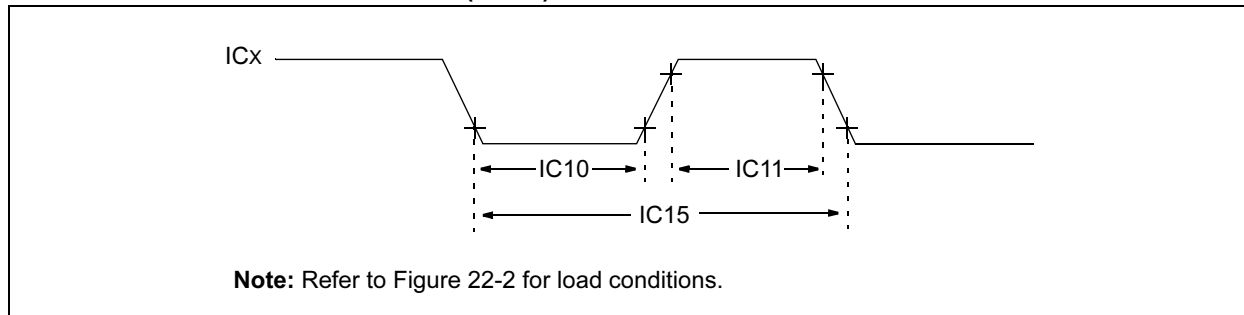 ICx
IC10
IC11
IC15
Note: Refer to Figure 22-2 for load conditions.